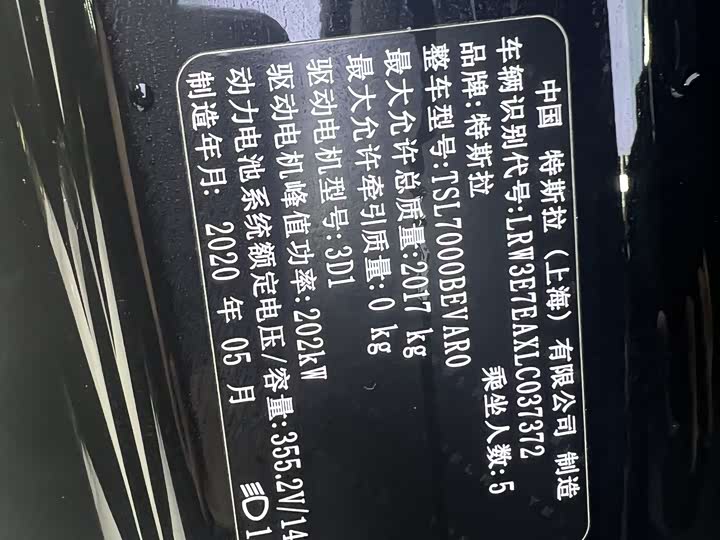 中国 特斯拉(上海)有限公司 制造
车辆识别代号:LRW3E7EAXLC037372
品牌:特斯拉 乘坐人数:5
整车型号:TSL7000BEVAR0
最大允许总质量:2017 kg
最大允许牵引质量:0 kg
驱动电机型号:3D1
驱动电机峰值功率:202kW
动力电池系统额定电压/容量:355.2V/14
制造年月: 2020 年 05 月